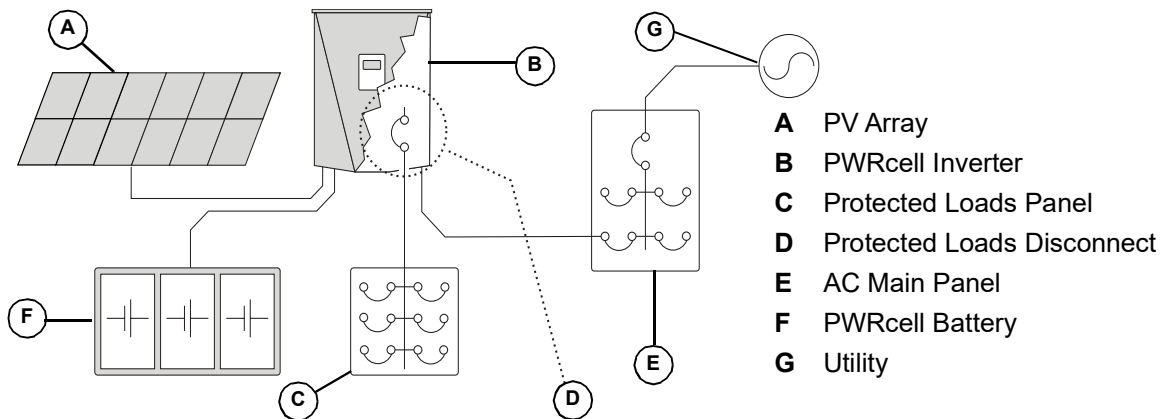 A
B
G
A PV Array
B PWRcell Inverter
C Protected Loads Panel
D Protected Loads Disconnect
E AC Main Panel
F PWRcell Battery
G Utility
F
C
D
E